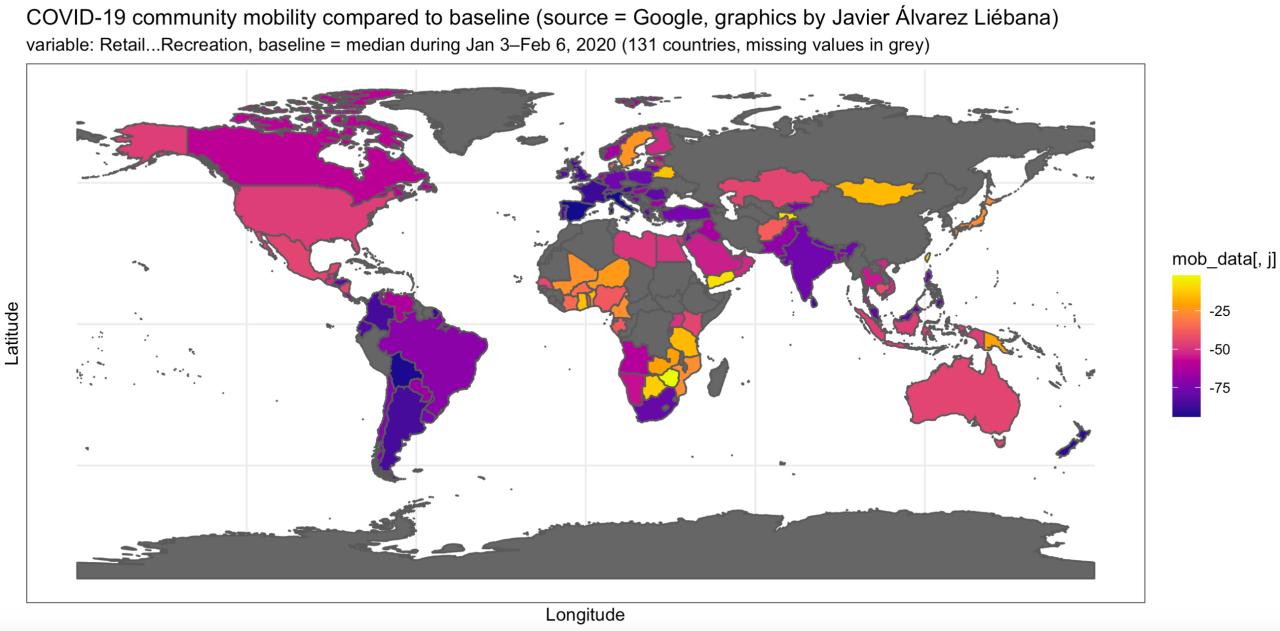 COVID-19 community mobility compared to baseline (source = Google, graphics by Javier Álvarez Liébana)
variable: Retail...Recreation, baseline = median during Jan 3–Feb 6, 2020 (131 countries, missing values in grey)
Latitude
mob_data[, j]
-25
-50
-75
Longitude